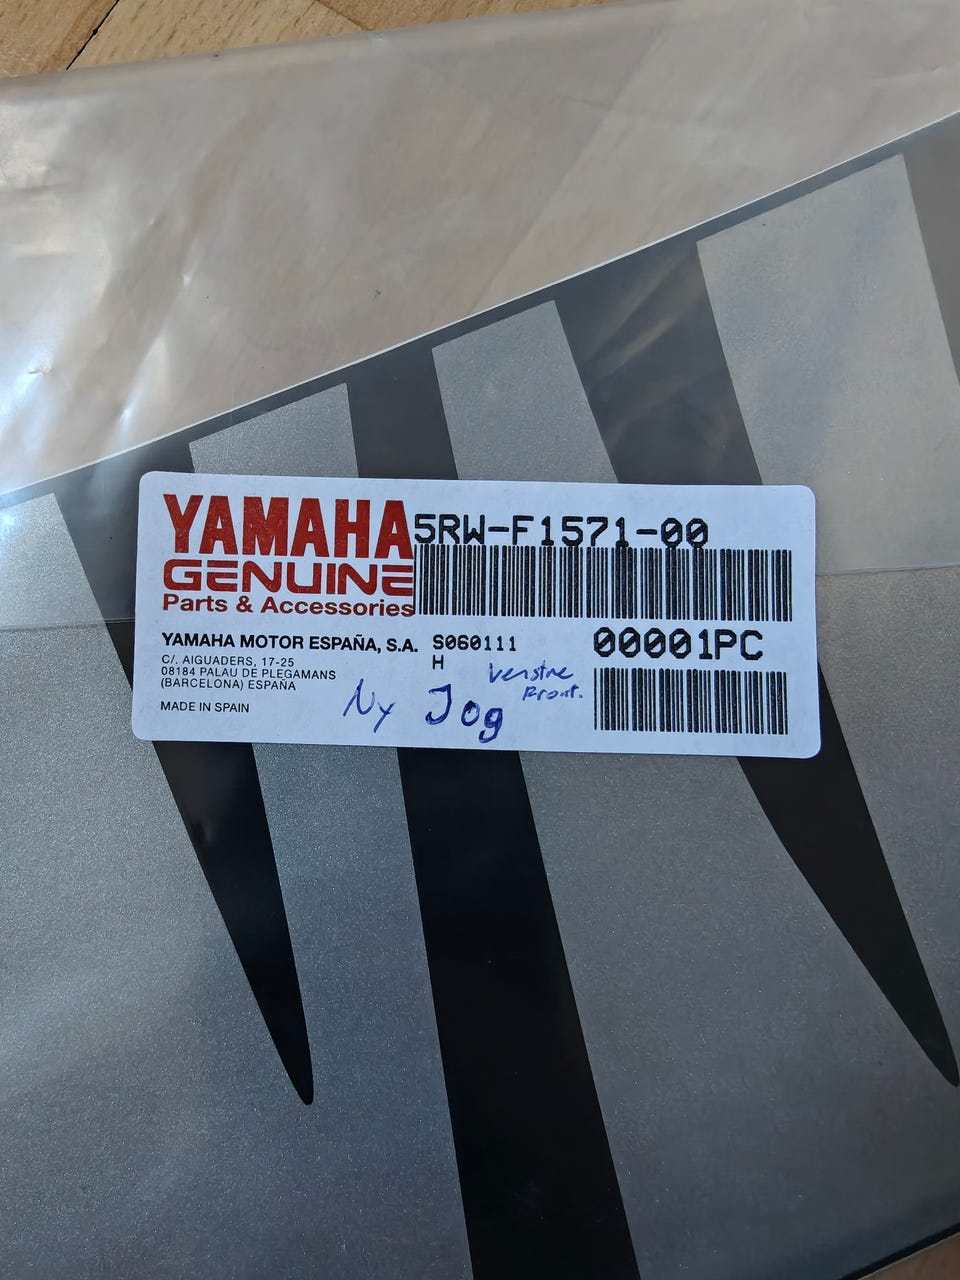 YAMAHA
GENUINE
Parts & Accessories
5RW-F1571-00
YAMAHA MOTOR ESPAÑA, S.A.
C/. AIGUADERS, 17-25
08184 PALAU DE PLEGAMANS
(BARCELONA) ESPAÑA
MADE IN SPAIN
S060111
H
00001PC
Venstre
Front.
Ny Jog